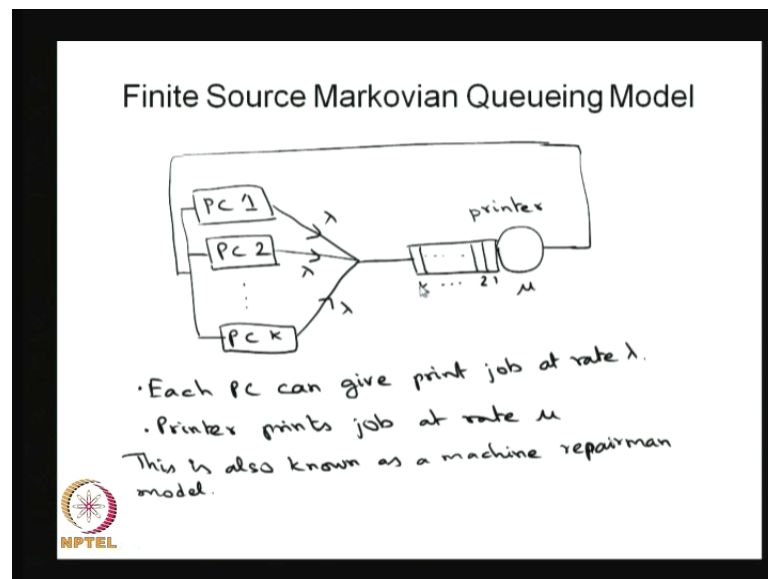 Finite Source Markovian Queueing Model
PC 1
λ
printer
PC 2
λ
K ... 2 1
μ
PC K
λ
• Each PC can give print job at rate λ.
• Printer prints job at rate μ
This is also known as a machine repairman
model.
NPTEL